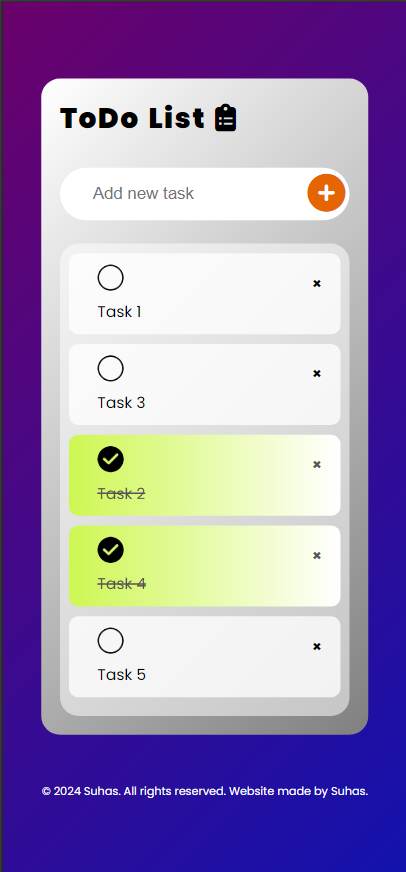 ToDo List
Add new task
Task 1
Task 3
Task 2
Task 4
Task 5
© 2024 Suhas. All rights reserved. Website made by Suhas.